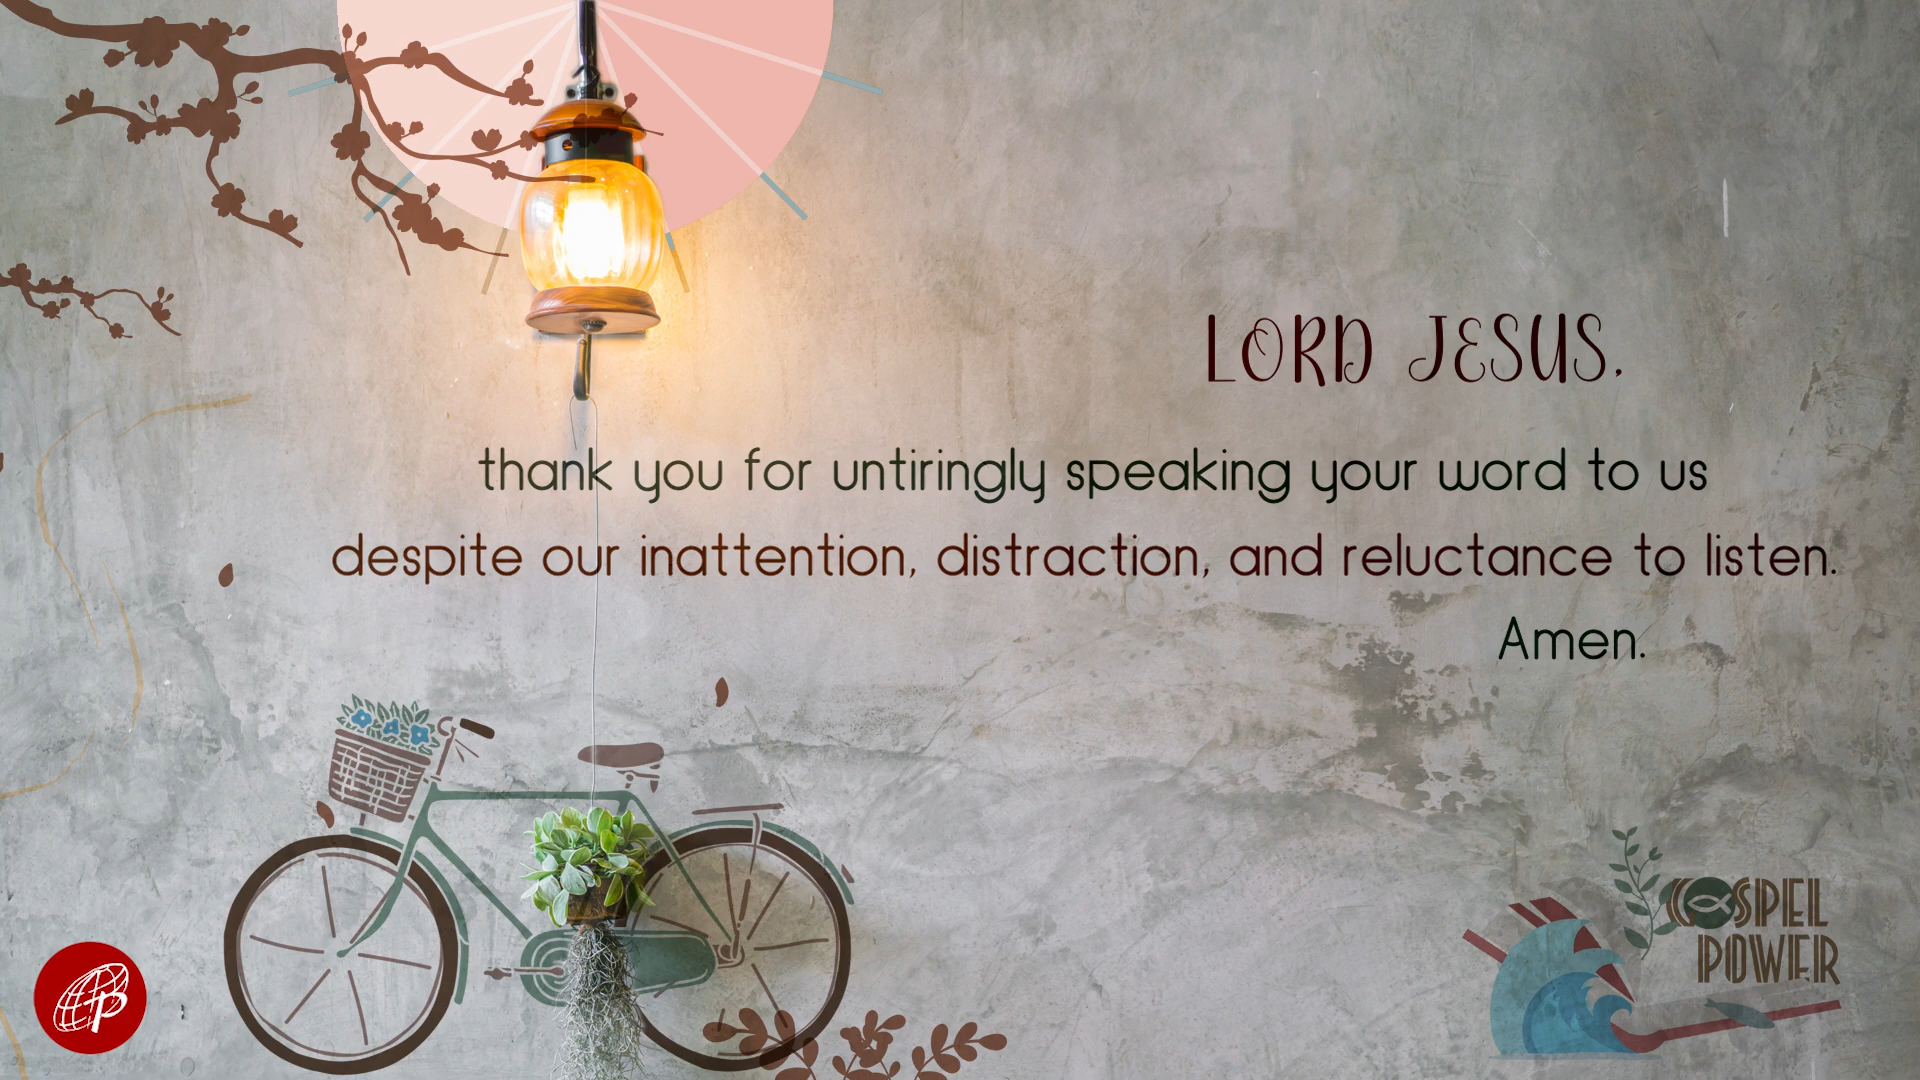 LORD JESUS,
thank you for untiringly speaking your word to us
despite our inattention, distraction, and reluctance to listen.
Amen.
GOSPEL
POWER